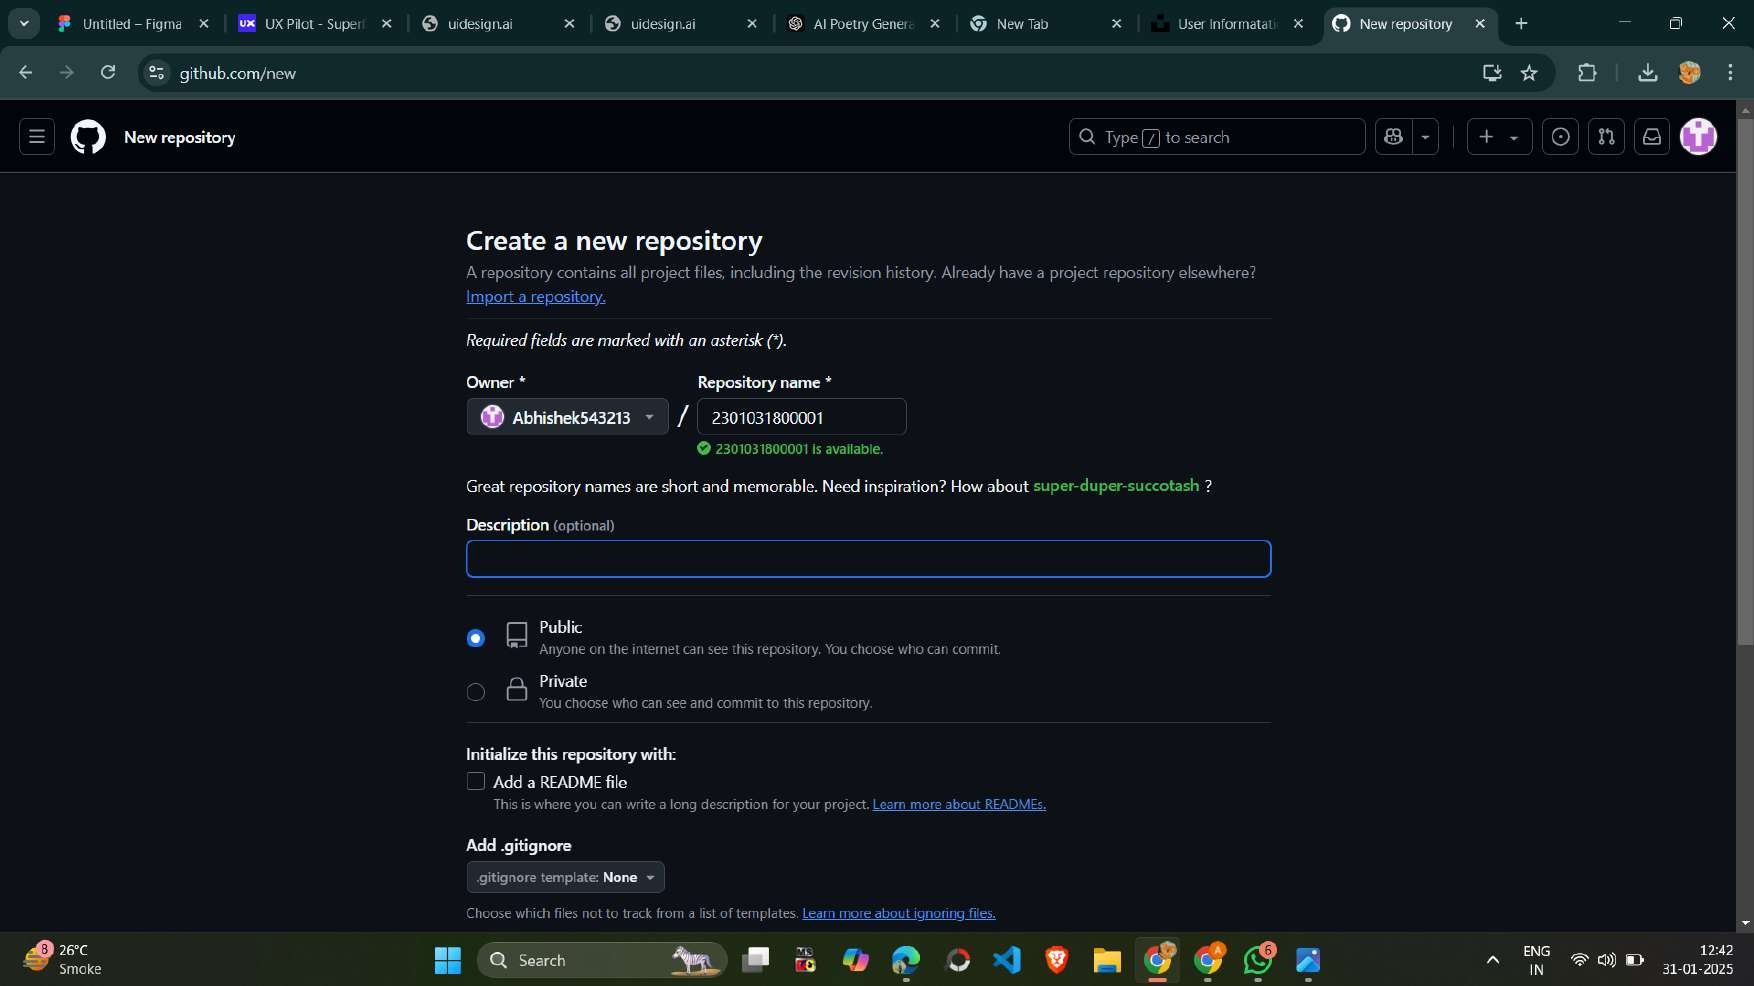 Untitled – Figma
UX Pilot - Superf
uidesign.ai
uidesign.ai
AI Poetry Genera
New Tab
User Informatati
New repository
github.com/new
New repository
Type / to search
Create a new repository
A repository contains all project files, including the revision history. Already have a project repository elsewhere?
Import a repository.
Required fields are marked with an asterisk (*).
Owner * Repository name *
Abhishek543213 / 2301031800001
2301031800001 is available.
Great repository names are short and memorable. Need inspiration? How about super-duper-succotash ?
Description (optional)
Public
Anyone on the internet can see this repository. You choose who can commit.
Private
You choose who can see and commit to this repository.
Initialize this repository with:
Add a README file
This is where you can write a long description for your project. Learn more about READMEs.
Add .gitignore
.gitignore template: None
Choose which files not to track from a list of templates. Learn more about ignoring files.
8
26°C
Smoke
Search
A
6
ENG
IN
12:42
31-01-2025